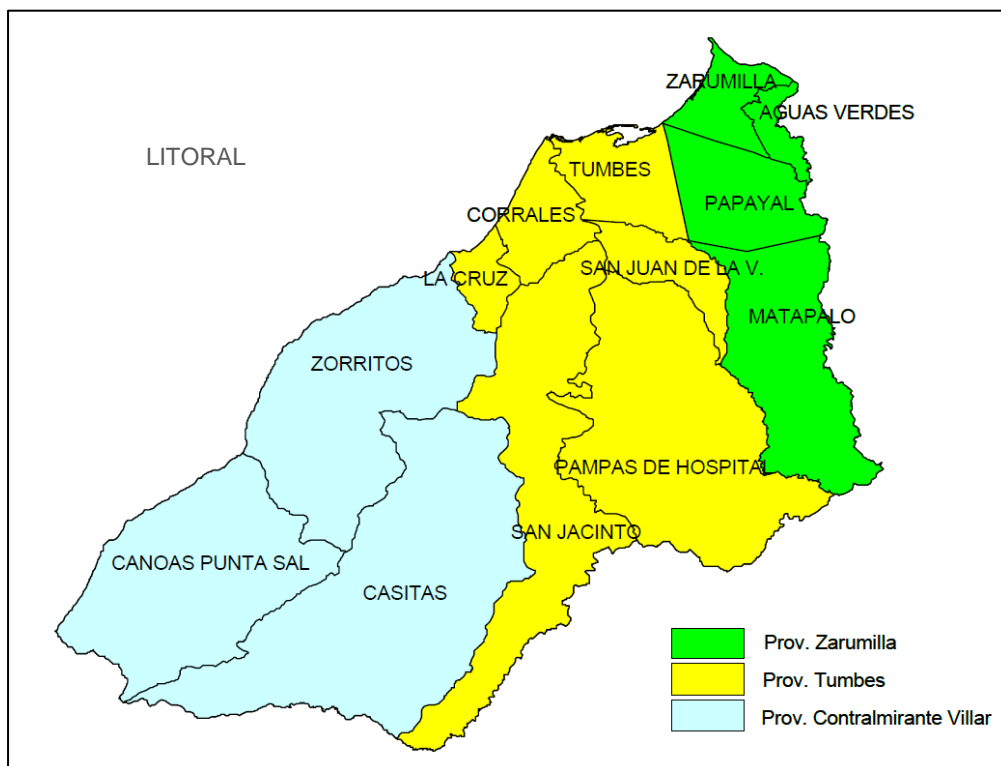 ZARUMILLA
AGUAS VERDES
LITORAL
TUMBES
PAPAYAL
CORRALES
SAN JUAN DE LA V.
LA CRUZ
MATAPALO
ZORRITOS
PAMPAS DE HOSPITAL
SAN JACINTO
CANOAS PUNTA SAL
CASITAS
Prov. Zarumilla
Prov. Tumbes
Prov. Contralmirante Villar